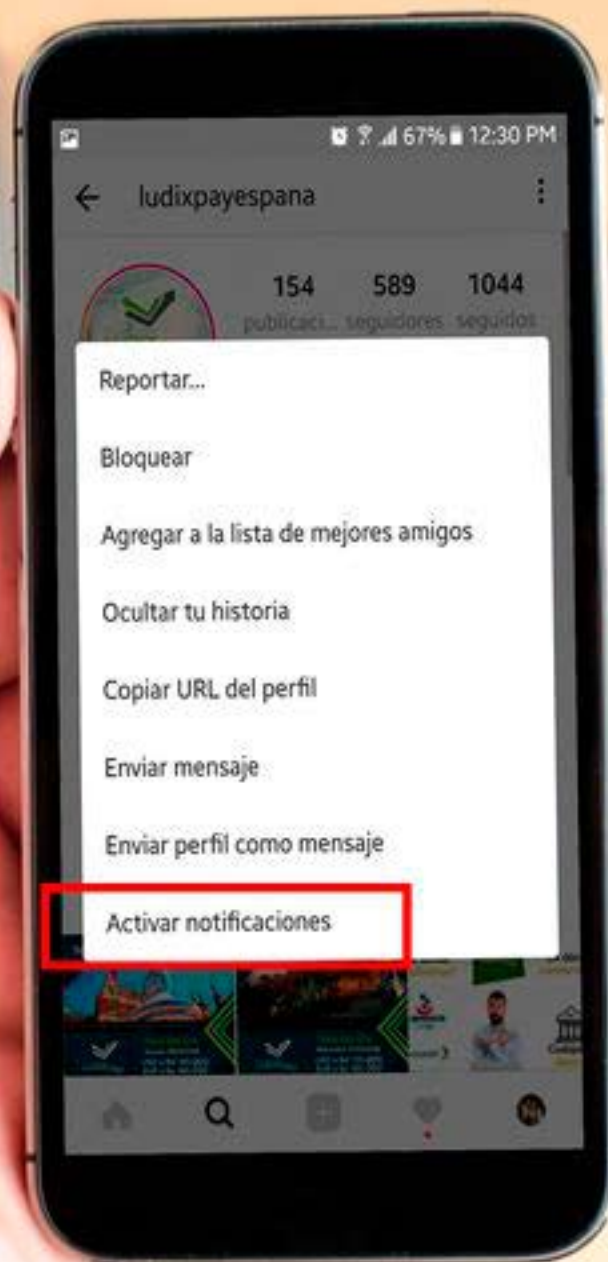 67% 12:30 PM
ludixpayespana
154 589 1044
publicaci... seguidores seguidos
Reportar...
Bloquear
Agregar a la lista de mejores amigos
Ocultar tu historia
Copiar URL del perfil
Enviar mensaje
Enviar perfil como mensaje
Activar notificaciones